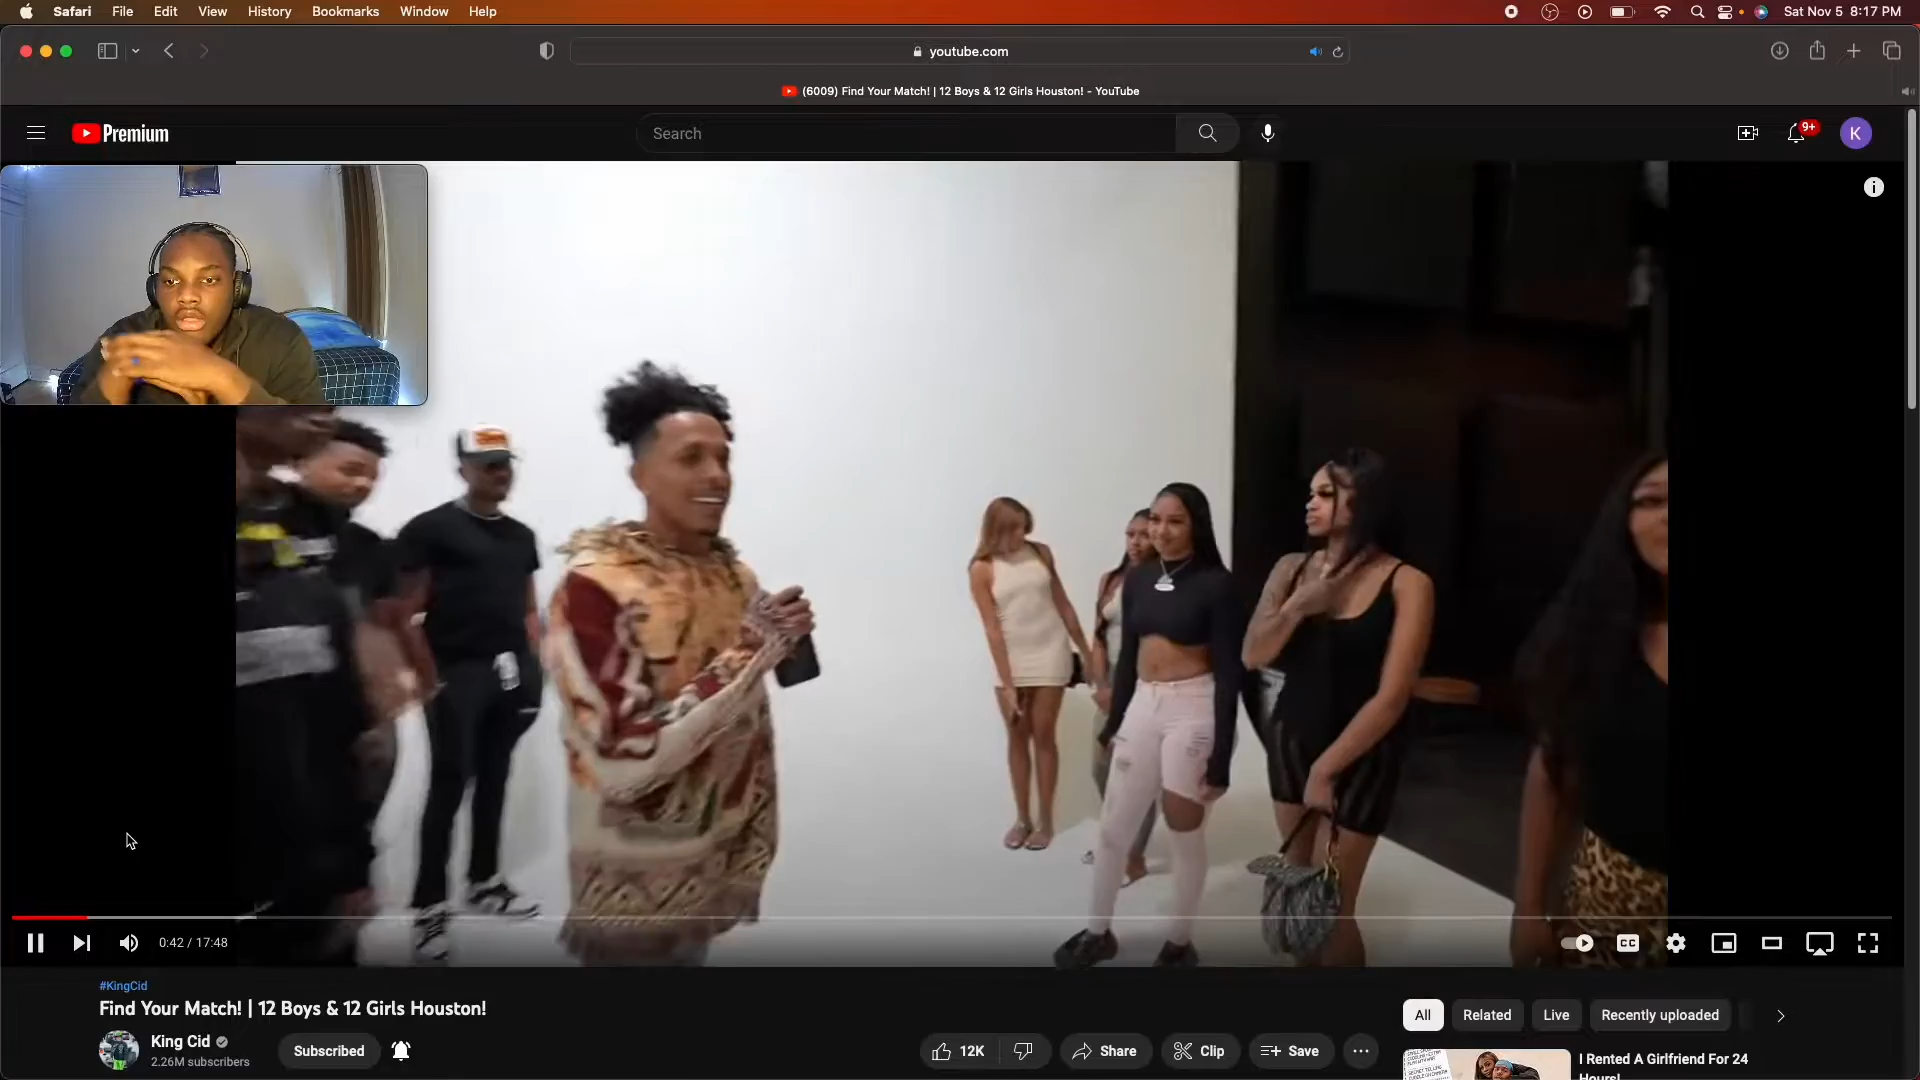 Safari File Edit View History Bookmarks Window Help Sat Nov 5 8:17 PM
youtube.com
(6009) Find Your Match! | 12 Boys & 12 Girls Houston! - YouTube
Premium Search 9+ K
0:42 / 17:48 CC
#KingCid
Find Your Match! | 12 Boys & 12 Girls Houston!
King Cid
2.26M subscribers
Subscribed
12K Share Clip Save
All Related Live Recently uploaded
I Rented A Girlfriend For 24
Hours!